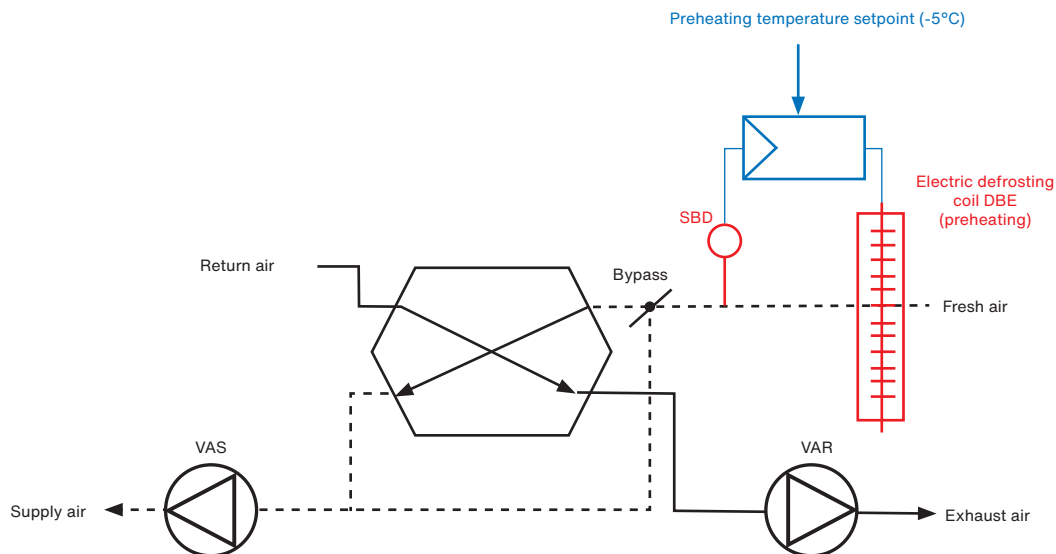 Preheating temperature setpoint (-5°C)
Electric defrosting
coil DBE
(preheating)
SBD
Return air
Bypass
Fresh air
VAS
VAR
Supply air
Exhaust air